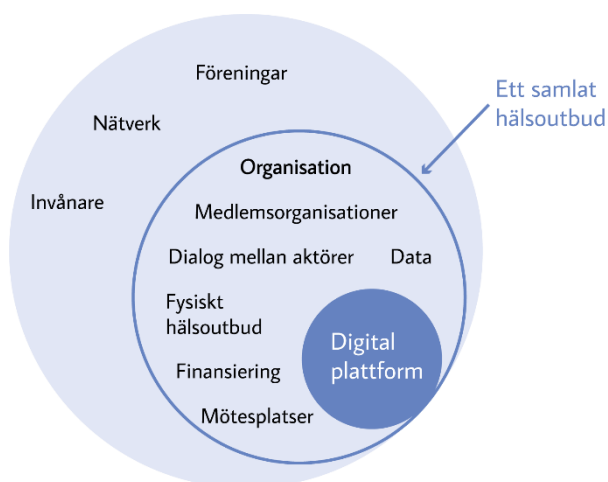 Föreningar
Ett samlat
hälsoutbud
Nätverk
Organisation
Invånare
Medlemsorganisationer
Dialog mellan aktörer
Data
Fysiskt
hälsoutbud
Digital
plattform
Finansiering
Mötesplatser